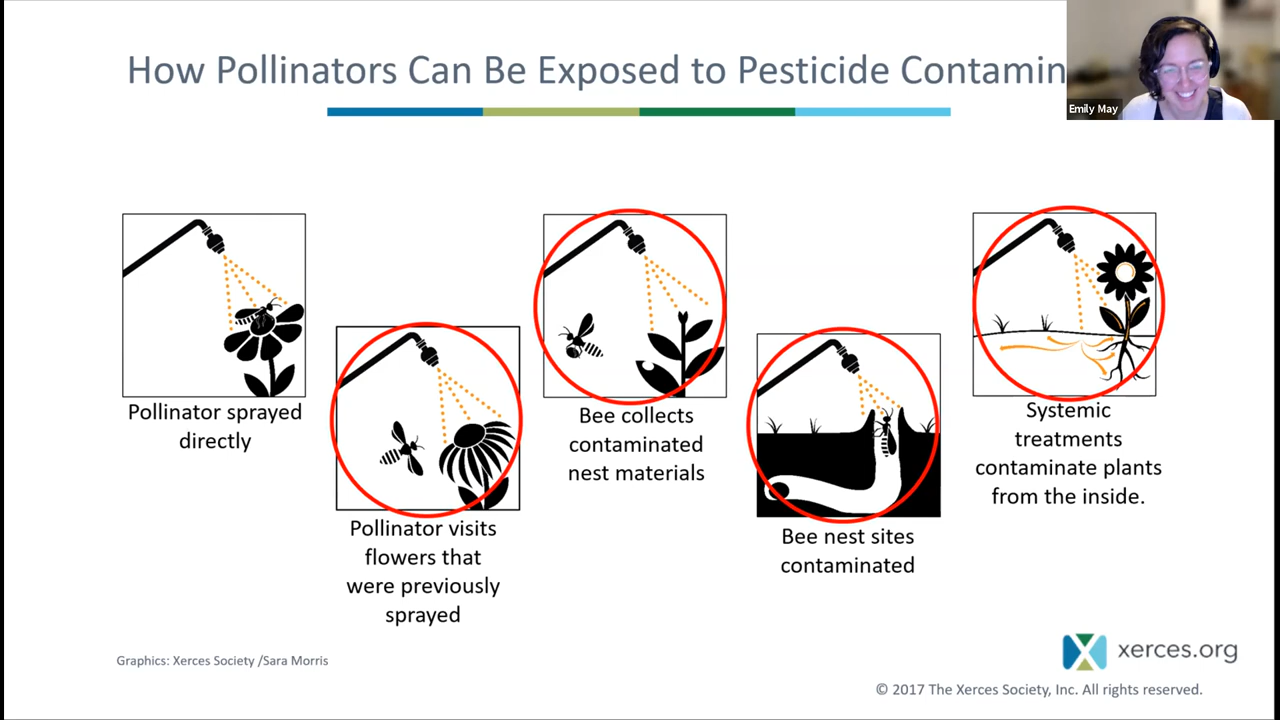 How Pollinators Can Be Exposed to Pesticide Contamin
Emily May
Pollinator sprayed
directly
Pollinator visits
flowers that
were previously
sprayed
Bee collects
contaminated
nest materials
Bee nest sites
contaminated
Systemic
treatments
contaminate plants
from the inside.
Graphics: Xerces Society /Sara Morris
xerces.org
© 2017 The Xerces Society, Inc. All rights reserved.